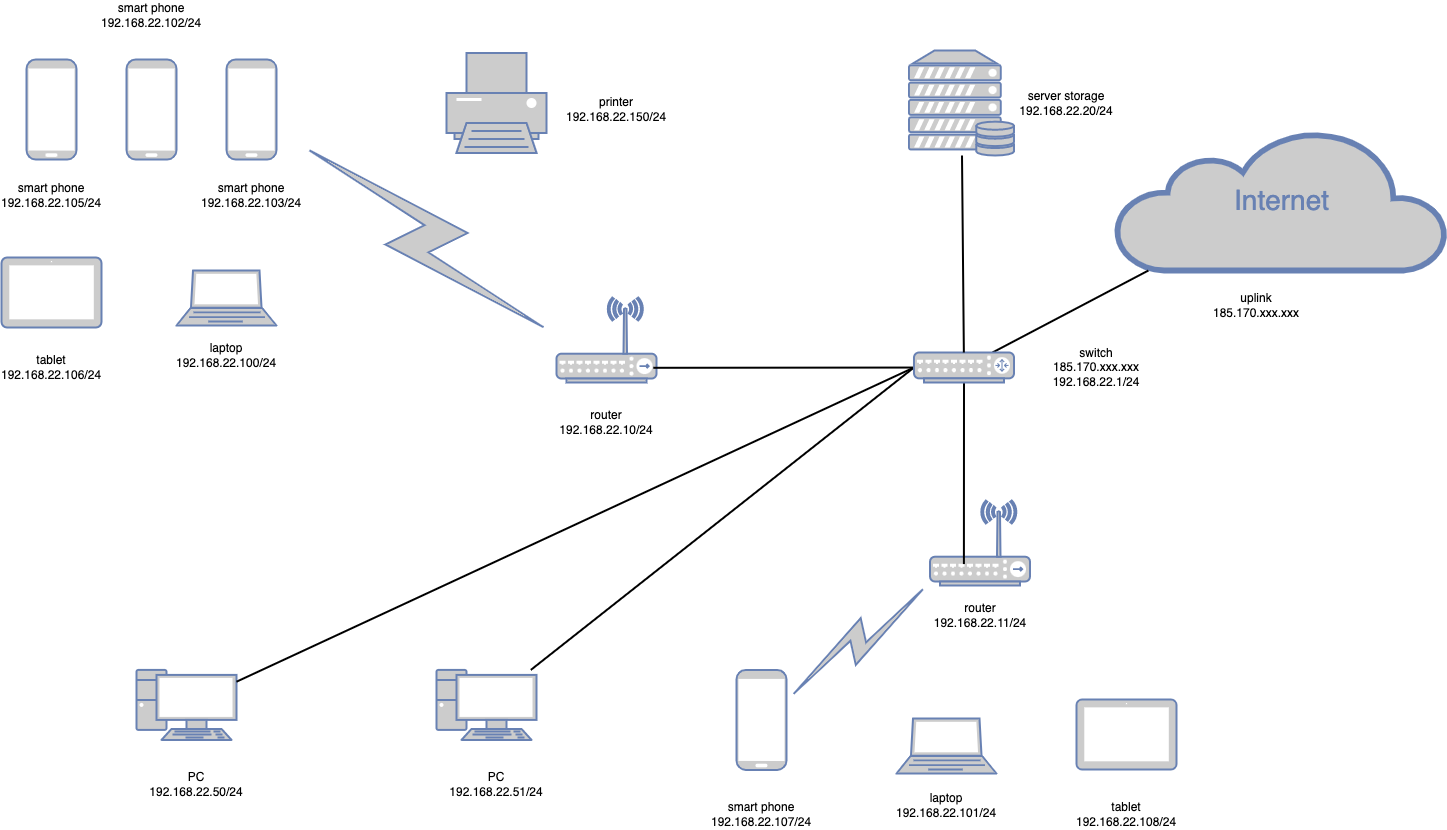 smart phone
192.168.22.102/24
printer
192.168.22.150/24
server storage
192.168.22.20/24
smart phone
192.168.22.105/24
smart phone
192.168.22.103/24
Internet
uplink
185.170.xxx.xxx
tablet
192.168.22.106/24
laptop
192.168.22.100/24
switch
185.170.xxx.xxx
192.168.22.1/24
router
192.168.22.10/24
router
192.168.22.11/24
PC
192.168.22.50/24
PC
192.168.22.51/24
smart phone
192.168.22.107/24
laptop
192.168.22.101/24
tablet
192.168.22.108/24